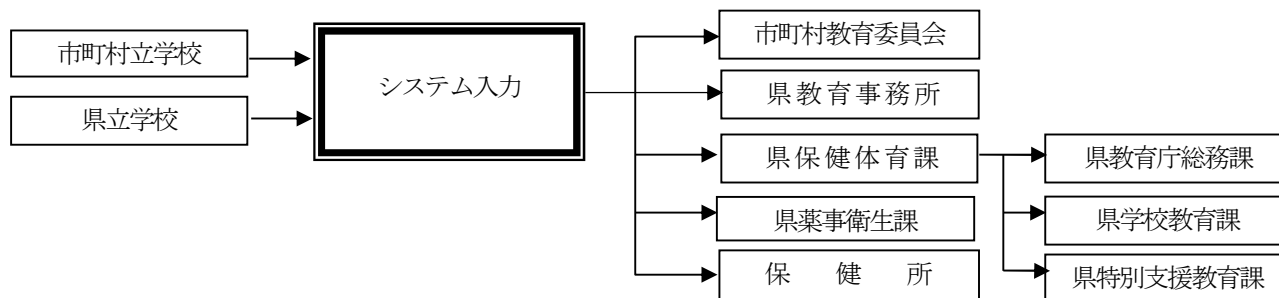 市町村立学校
県立学校
システム入力
市町村教育委員会
県教育事務所
県保健体育課
県薬事衛生課
保健所
県教育庁総務課
県学校教育課
県特別支援教育課